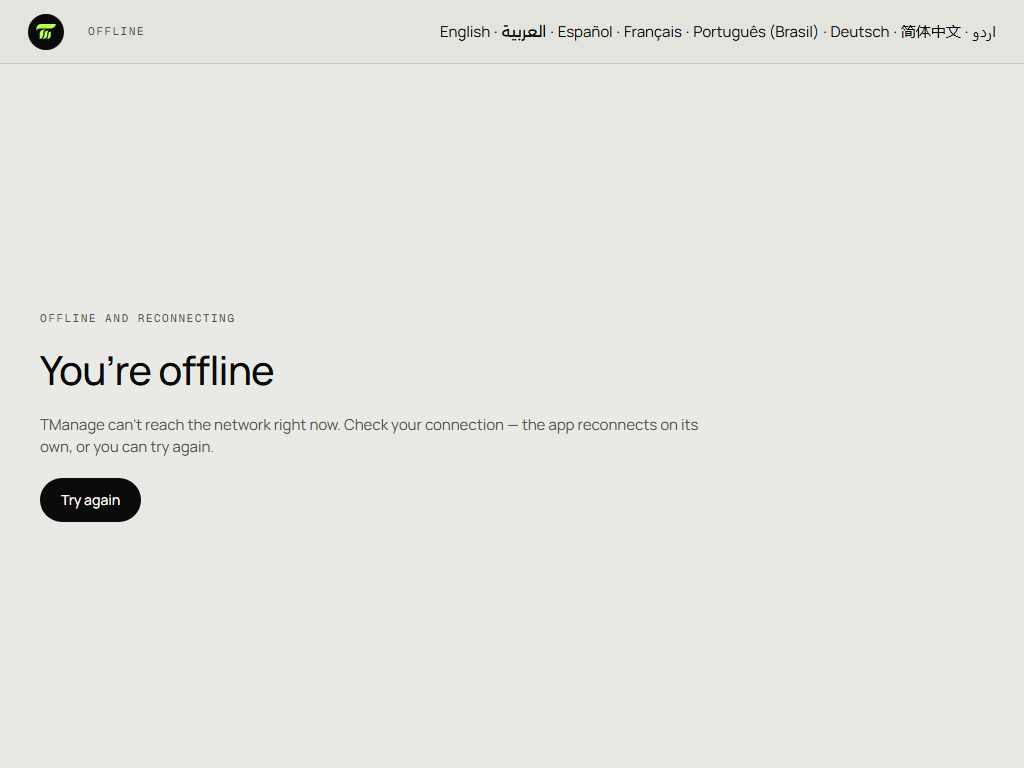 OFFLINE
English · العربية · Español · Français · Português (Brasil) · Deutsch · 简体中文 · اردو
OFFLINE AND RECONNECTING
You’re offline
TManage can’t reach the network right now. Check your connection — the app reconnects on its
own, or you can try again.
Try again